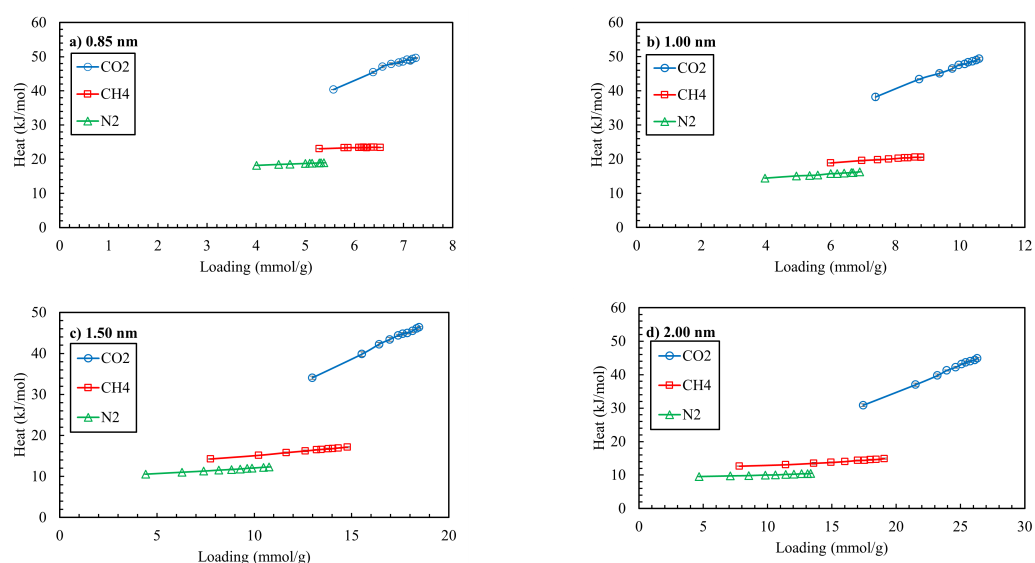 a) 0.85 nm
CO2
CH4
N2
Heat (kJ/mol)
60
50
40
30
20
10
0
0 1 2 3 4 5 6 7 8
Loading (mmol/g)
b) 1.00 nm
CO2
CH4
N2
Heat (kJ/mol)
60
50
40
30
20
10
0
0 2 4 6 8 10 12
Loading (mmol/g)
c) 1.50 nm
CO2
CH4
N2
Heat (kJ/mol)
50
40
30
20
10
0
0 5 10 15 20
Loading (mmol/g)
d) 2.00 nm
CO2
CH4
N2
Heat (kJ/mol)
60
50
40
30
20
10
0
0 5 10 15 20 25 30
Loading (mmol/g)